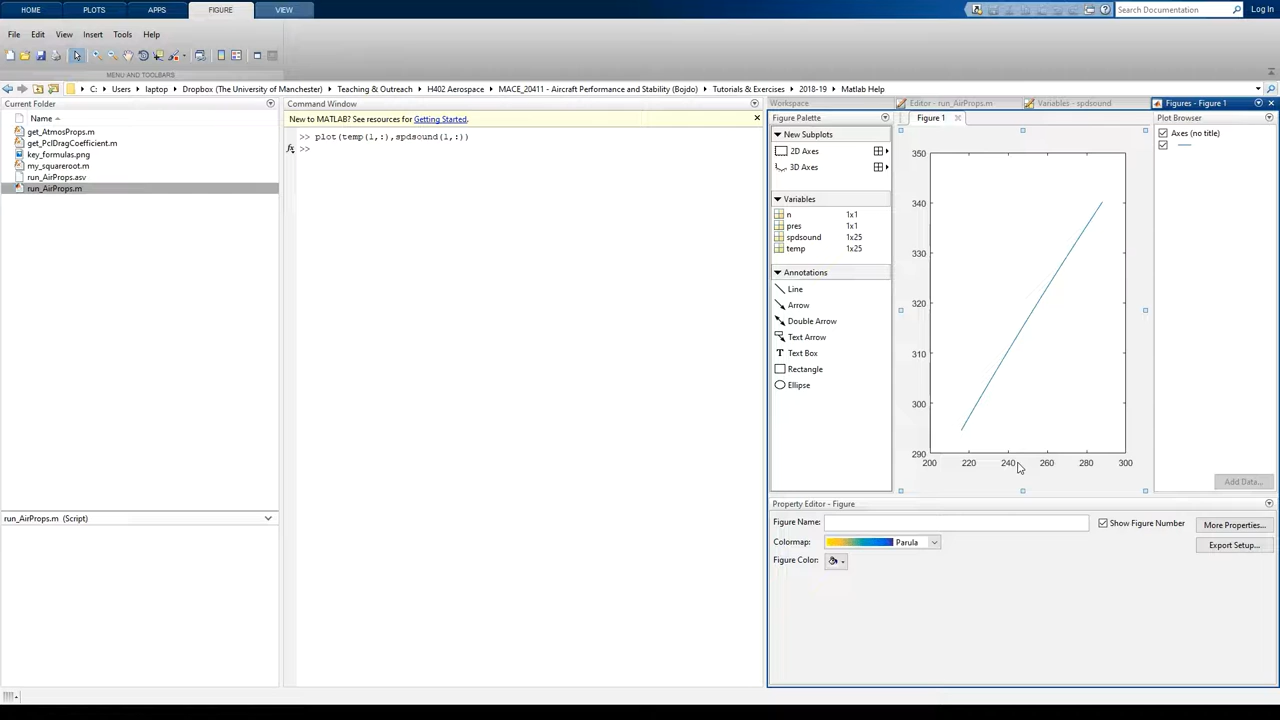 HOME PLOTS APPS FIGURE VIEW Search Documentation Log In
File Edit View Insert Tools Help
MENU AND TOOLBARS
C: Users laptop Dropbox (The University of Manchester) Teaching & Outreach H402 Aerospace MACE_20411 - Aircraft Performance and Stability (Bojdo) Tutorials & Exercises 2018-19 Matlab Help
Current Folder
Name
get_AtmosProps.m
get_PclDragCoefficient.m
key_formulas.png
my_squareroot.m
run_AirProps.asv
run_AirProps.m
run_AirProps.m (Script)
Command Window
New to MATLAB? See resources for Getting Started.
>> plot(temp(1,:),spdsound(1,:))
fx >>
Workspace Editor - run_AirProps.m Variables - spdsound Figures - Figure 1
Figure Palette
New Subplots
2D Axes
3D Axes
Variables
n 1x1
pres 1x1
spdsound 1x25
temp 1x25
Annotations
Line
Arrow
Double Arrow
Text Arrow
T Text Box
Rectangle
Ellipse
Figure 1
350
340
330
320
310
300
290
200 220 240 260 280 300
Plot Browser
Axes (no title)
Add Data...
Property Editor - Figure
Figure Name: Show Figure Number More Properties...
Colormap: Parula Export Setup...
Figure Color: